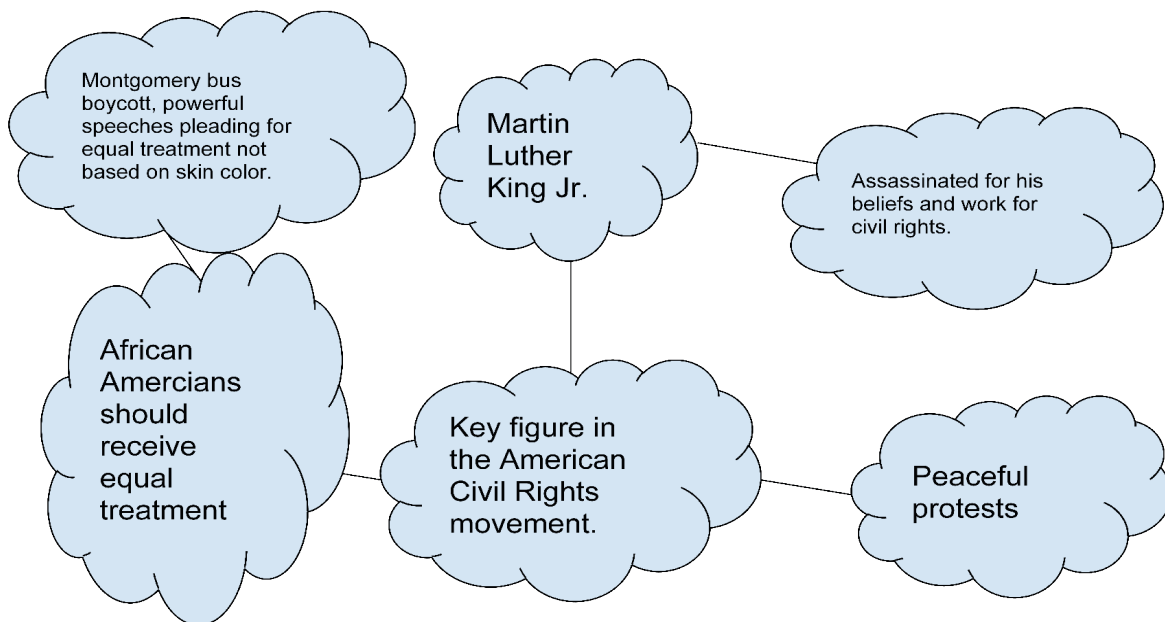 Montgomery bus
boycott, powerful
speeches pleading for
equal treatment not
based on skin color.
Martin
Luther
King Jr.
Assassinated for his
beliefs and work for
civil rights.
African
Amercians
should
receive
equal
treatment
Key figure in
the American
Civil Rights
movement.
Peaceful
protests